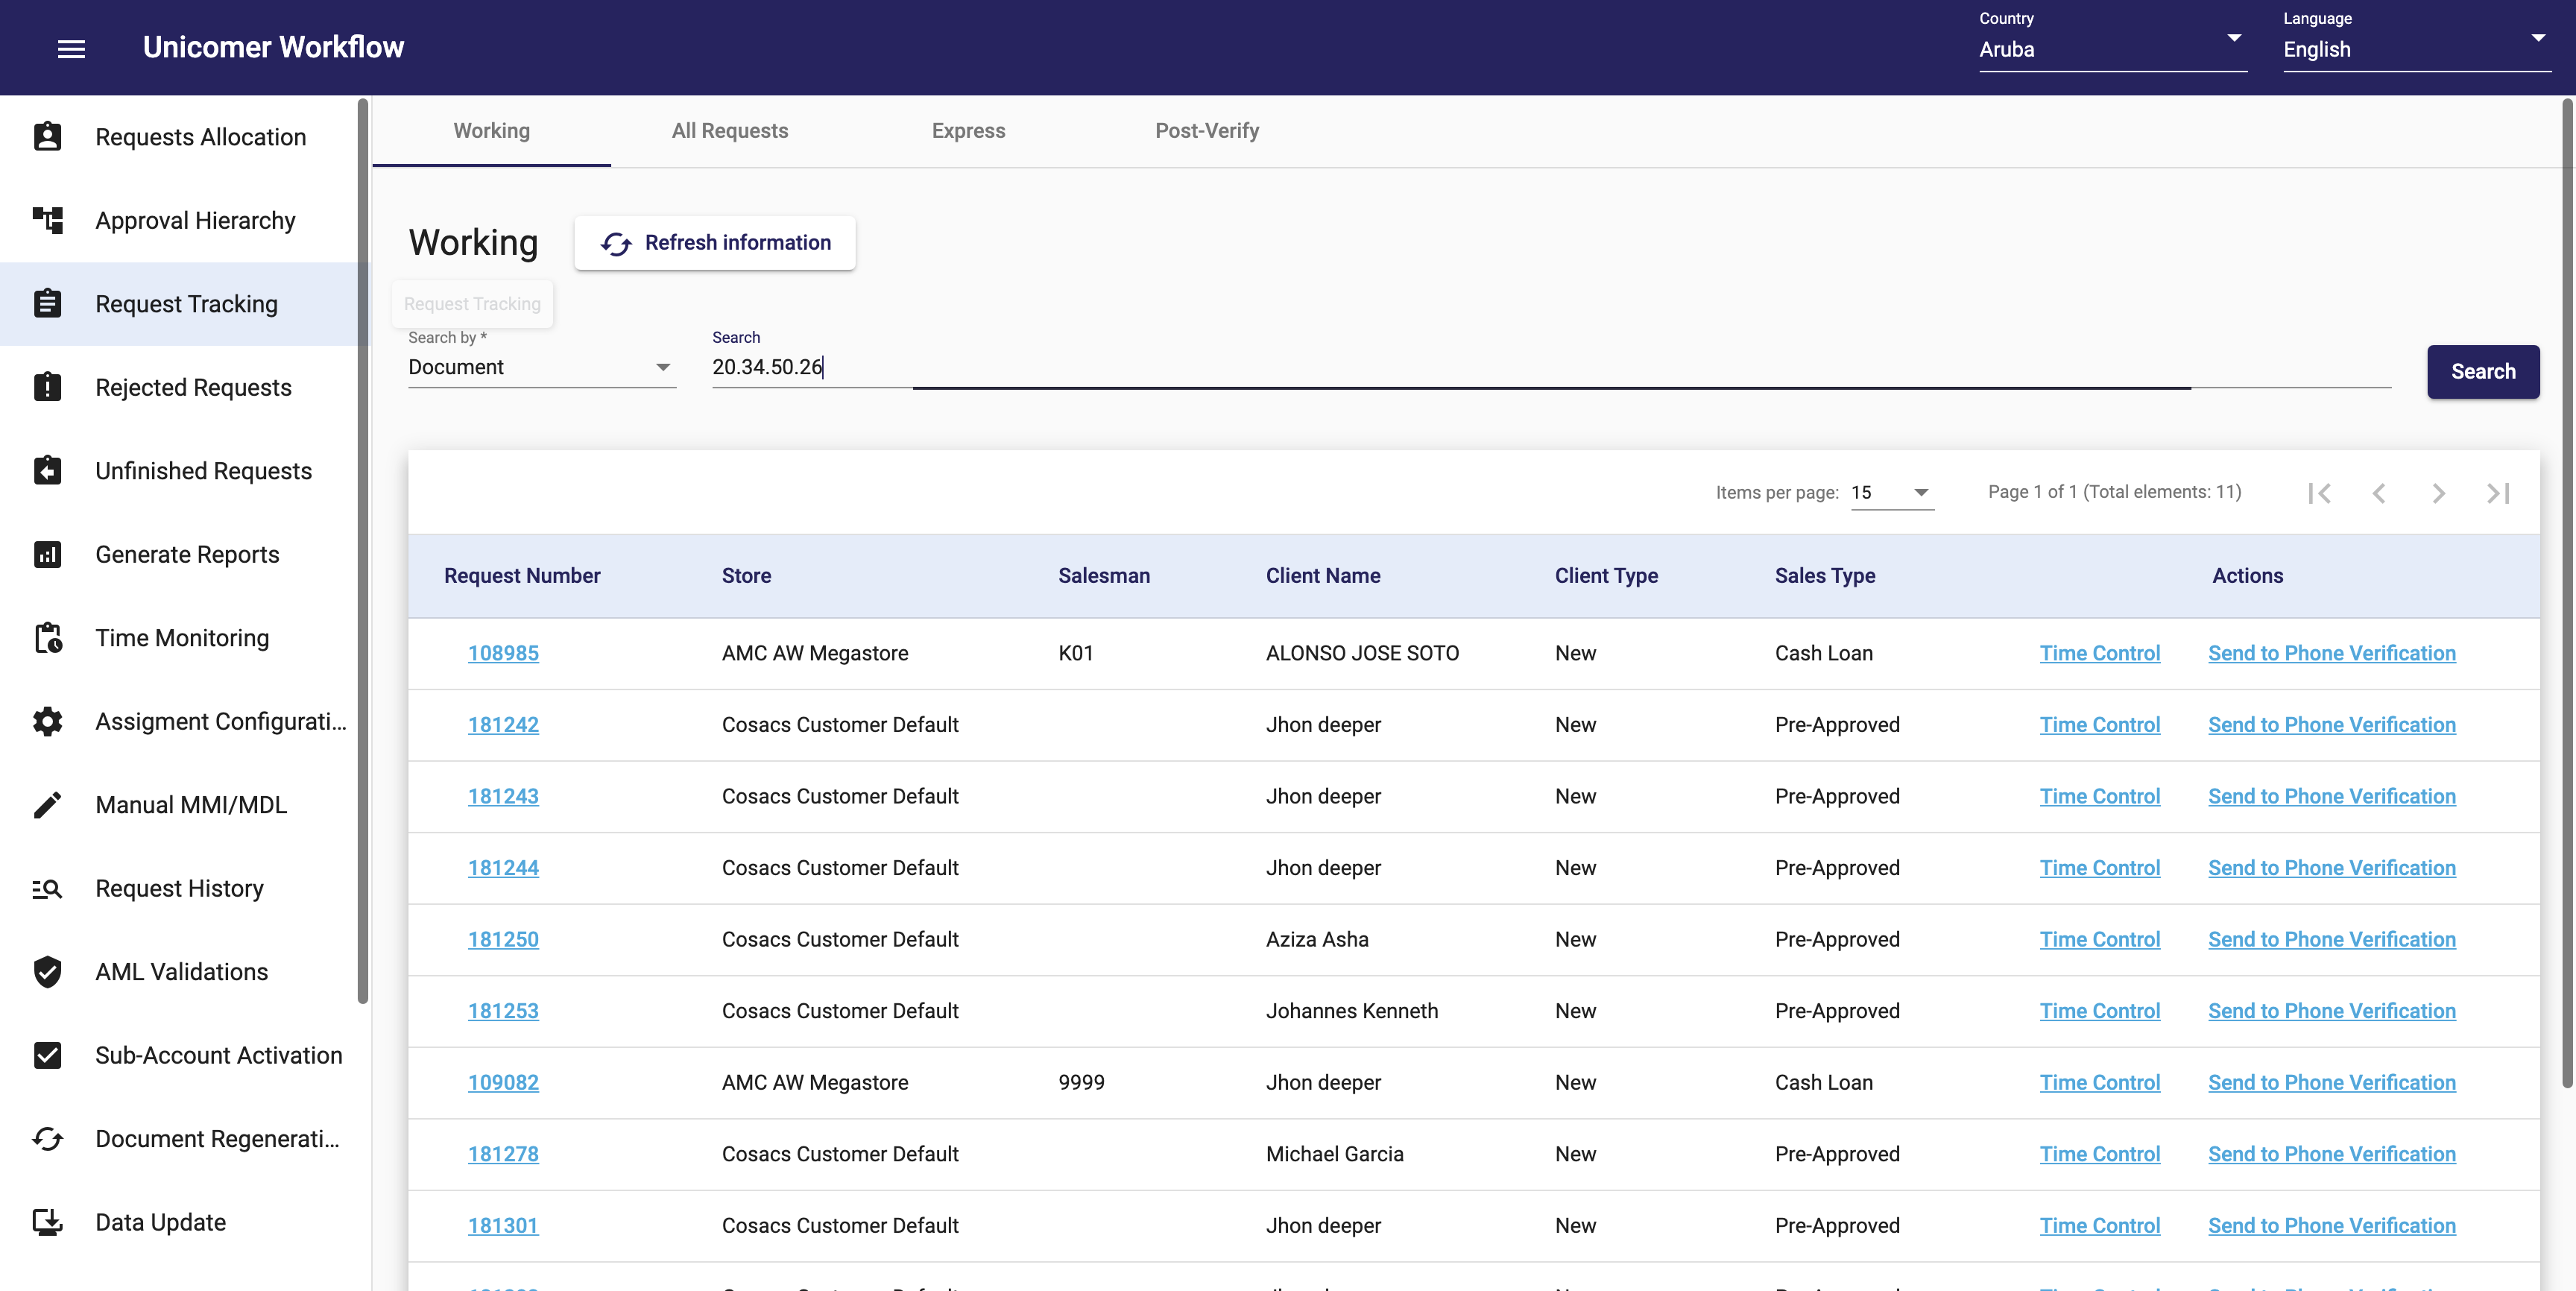 Unicomer Workflow
Country
Aruba
Language
English
Requests Allocation
Approval Hierarchy
Request Tracking
Rejected Requests
Unfinished Requests
Generate Reports
Time Monitoring
Assigment Configurati...
Manual MMI/MDL
Request History
AML Validations
Sub-Account Activation
Document Regenerati...
Data Update
Working All Requests Express Post-Verify
Working Refresh information
Request Tracking
Search by *
Document
Search
20.34.50.26
Search
Items per page: 15 Page 1 of 1 (Total elements: 11)
Request Number Store Salesman Client Name Client Type Sales Type Actions
108985 AMC AW Megastore K01 ALONSO JOSE SOTO New Cash Loan Time Control Send to Phone Verification
181242 Cosacs Customer Default Jhon deeper New Pre-Approved Time Control Send to Phone Verification
181243 Cosacs Customer Default Jhon deeper New Pre-Approved Time Control Send to Phone Verification
181244 Cosacs Customer Default Jhon deeper New Pre-Approved Time Control Send to Phone Verification
181250 Cosacs Customer Default Aziza Asha New Pre-Approved Time Control Send to Phone Verification
181253 Cosacs Customer Default Johannes Kenneth New Pre-Approved Time Control Send to Phone Verification
109082 AMC AW Megastore 9999 Jhon deeper New Cash Loan Time Control Send to Phone Verification
181278 Cosacs Customer Default Michael Garcia New Pre-Approved Time Control Send to Phone Verification
181301 Cosacs Customer Default Jhon deeper New Pre-Approved Time Control Send to Phone Verification